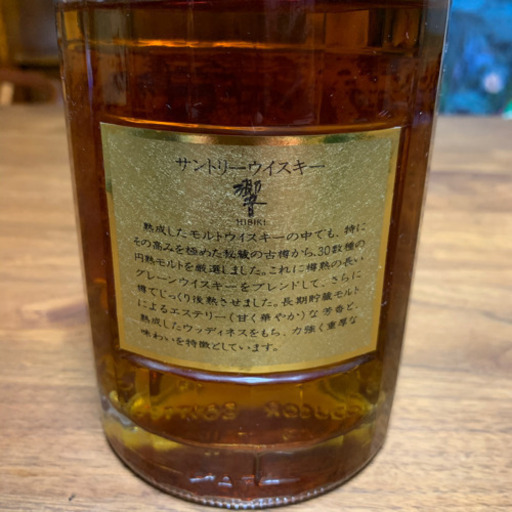 サントリーウイスキー
響
HIBIKI
熟成したモルトウイスキーの中でも、特に
その高みを極めた秘蔵の古樽から、30数種の
円熟モルトを厳選しました。これに樽熟の長い
グレーンウイスキーをブレンドして、さらに
樽でじっくり後熟させました。長期貯蔵モルト
によるエステリー(甘く華やか)な芳香と、
熟成したウッディネスをもち、力強く重厚な
味わいを特徴としています。